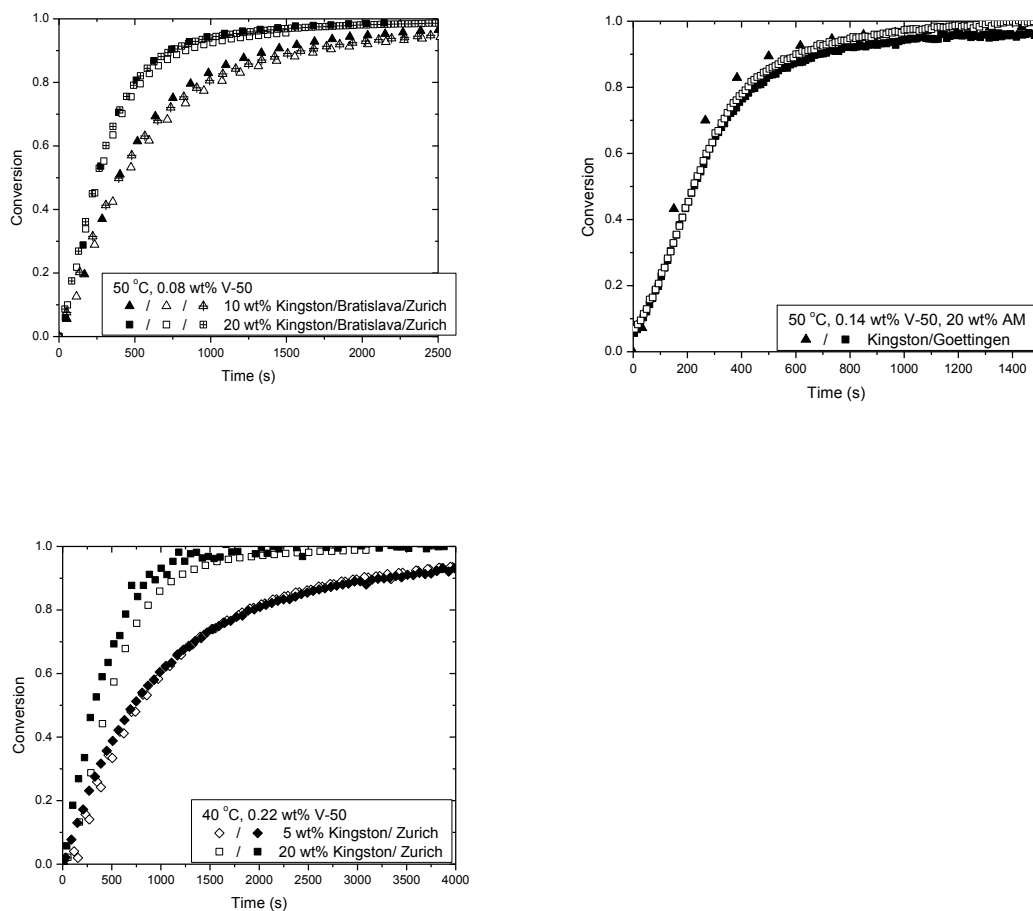 1.0
0.8
0.6
0.4
0.2
0.0
Conversion
50 °C, 0.08 wt% V-50
▲ / △ / ⟁ 10 wt% Kingston/Bratislava/Zurich
■ / □ / ⊞ 20 wt% Kingston/Bratislava/Zurich
0 500 1000 1500 2000 2500
Time (s)
1.0
0.8
0.6
0.4
0.2
0.0
Conversion
50 °C, 0.14 wt% V-50, 20 wt% AM
▲ / ■ Kingston/Goettingen
0 200 400 600 800 1000 1200 1400
Time (s)
1.0
0.8
0.6
0.4
0.2
0.0
Conversion
40 °C, 0.22 wt% V-50
◇ / ◆ 5 wt% Kingston/ Zurich
□ / ■ 20 wt% Kingston/ Zurich
0 500 1000 1500 2000 2500 3000 3500 4000
Time (s)